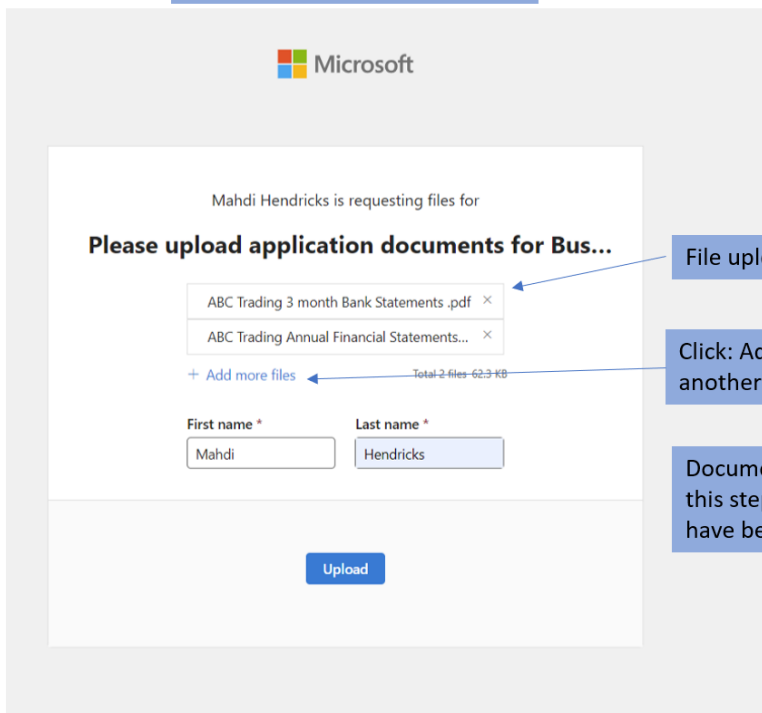 Microsoft
Mahdi Hendricks is requesting files for
Please upload application documents for Bus...
ABC Trading 3 month Bank Statements .pdf ×
ABC Trading Annual Financial Statements... ×
+ Add more files
Total 2 files 62.3 KB
First name *
Last name *
Mahdi
Hendricks
Upload
File uplo
Click: Ad
another
Docume
this step
have be